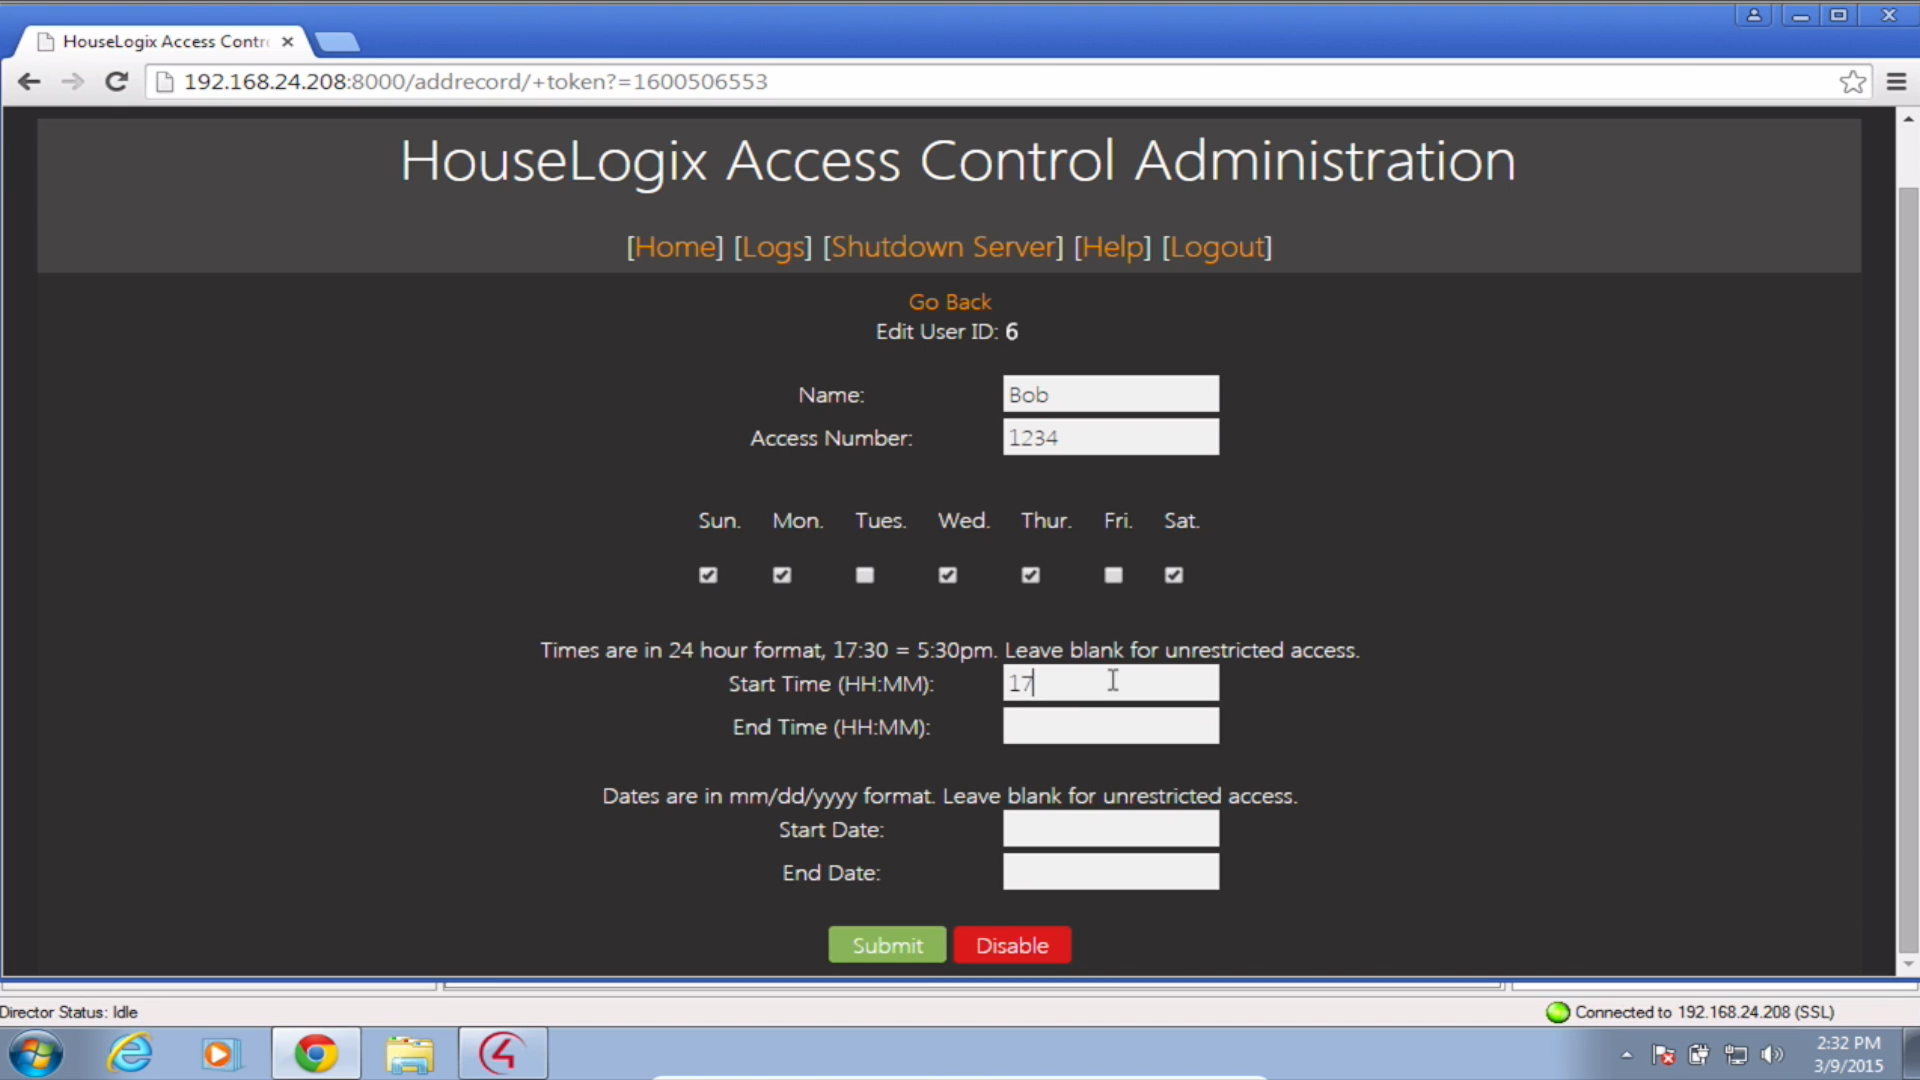 HouseLogix Access Contr
192.168.24.208:8000/addrecord/+token?=1600506553
HouseLogix Access Control Administration
[Home] [Logs] [Shutdown Server] [Help] [Logout]
Go Back
Edit User ID: 6
Name: Bob
Access Number: 1234
Sun. Mon. Tues. Wed. Thur. Fri. Sat.
Times are in 24 hour format, 17:30 = 5:30pm. Leave blank for unrestricted access.
Start Time (HH:MM): 17
End Time (HH:MM):
Dates are in mm/dd/yyyy format. Leave blank for unrestricted access.
Start Date:
End Date:
Submit Disable
Director Status: Idle
Connected to 192.168.24.208 (SSL)
2:32 PM
3/9/2015